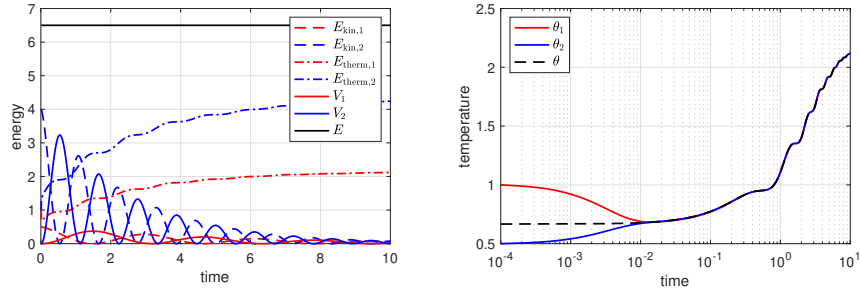 7
6
5
4
3
2
1
0
energy
0
2
4
6
8
10
time
E_kin,1
E_kin,2
E_therm,1
E_therm,2
V_1
V_2
E
2.5
2
1.5
1
0.5
temperature
10^-4
10^-3
10^-2
10^-1
10^0
10^1
time
θ_1
θ_2
θ